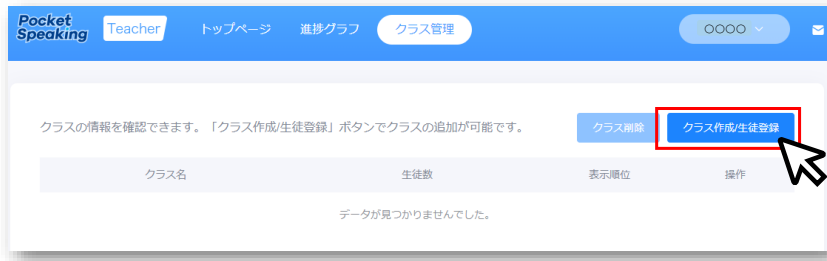 Pocket
Speaking
Teacher トップページ 進捗グラフ クラス管理 ○○○○
クラスの情報を確認できます。「クラス作成/生徒登録」ボタンでクラスの追加が可能です。 クラス削除 クラス作成/生徒登録
クラス名 生徒数 表示順位 操作
データが見つかりませんでした。